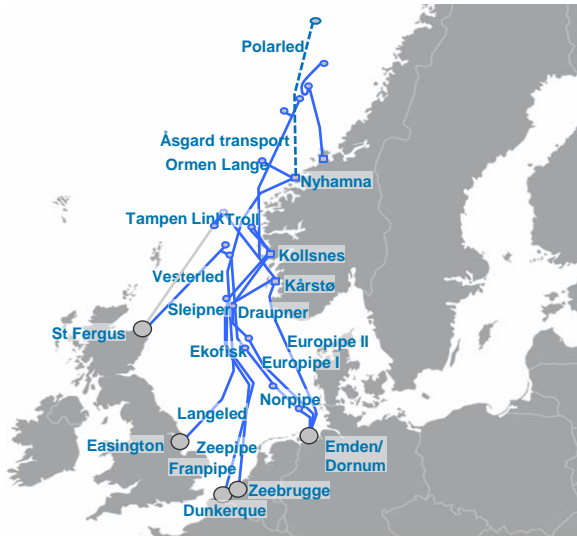 Polarled
Åsgard transport
Ormen Lange
Nyhamna
Tampen Link
Troll
Kollsnes
Vesterled
Kårstø
Sleipner
Draupner
St Fergus
Europipe II
Ekofisk
Europipe I
Norpipe
Langeled
Easington
Zeepipe
Emden/
Dornum
Franpipe
Zeebrugge
Dunkerque